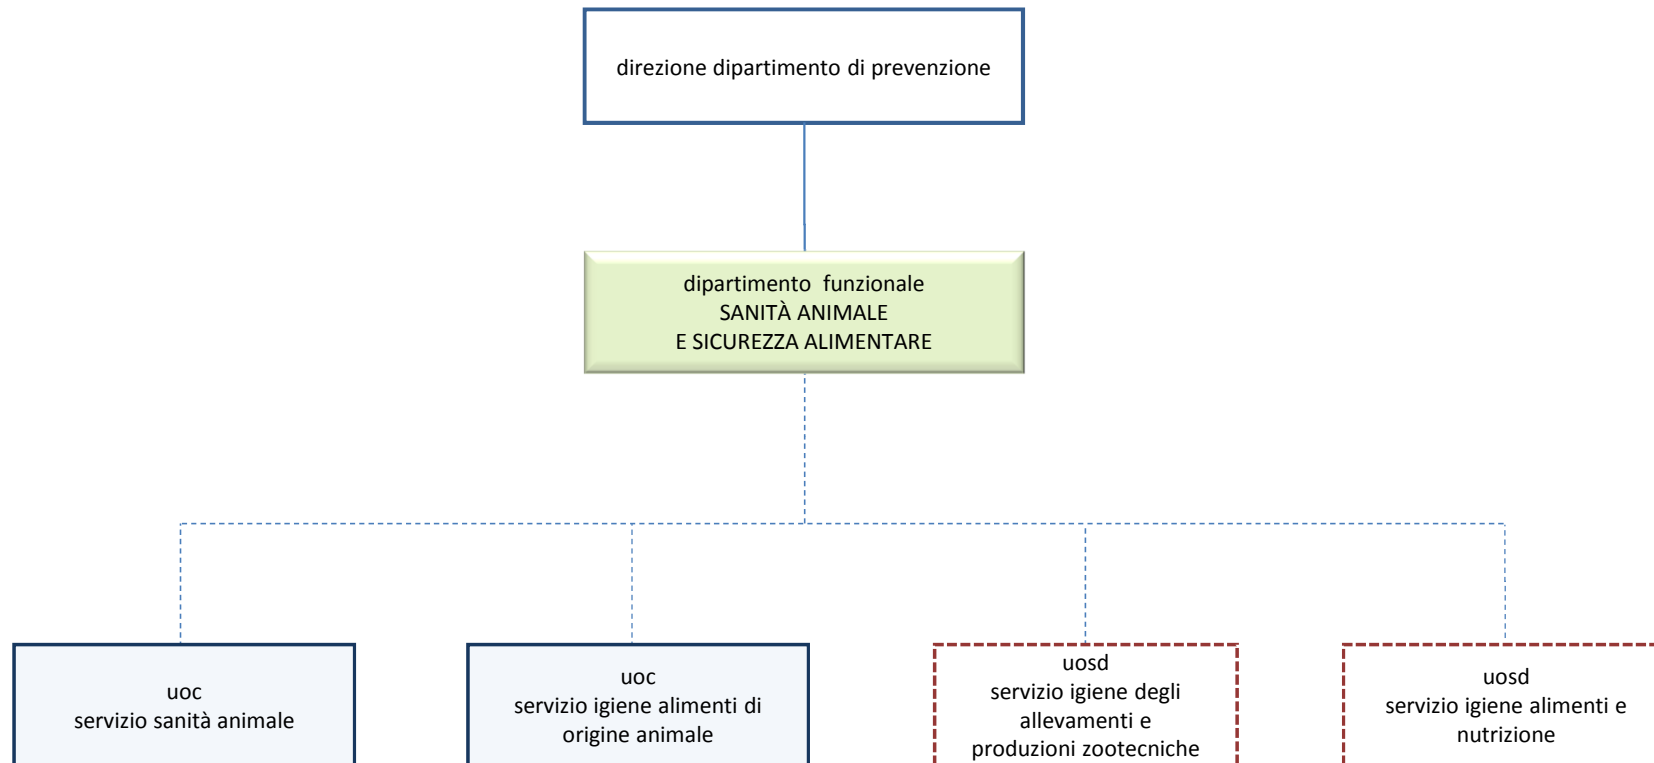 direzione dipartimento di prevenzione
dipartimento funzionale
SANITÀ ANIMALE
E SICUREZZA ALIMENTARE
uoc
servizio sanità animale
uoc
servizio igiene alimenti di
origine animale
uosd
servizio igiene degli
allevamenti e
produzioni zootecniche
uosd
servizio igiene alimenti e
nutrizione